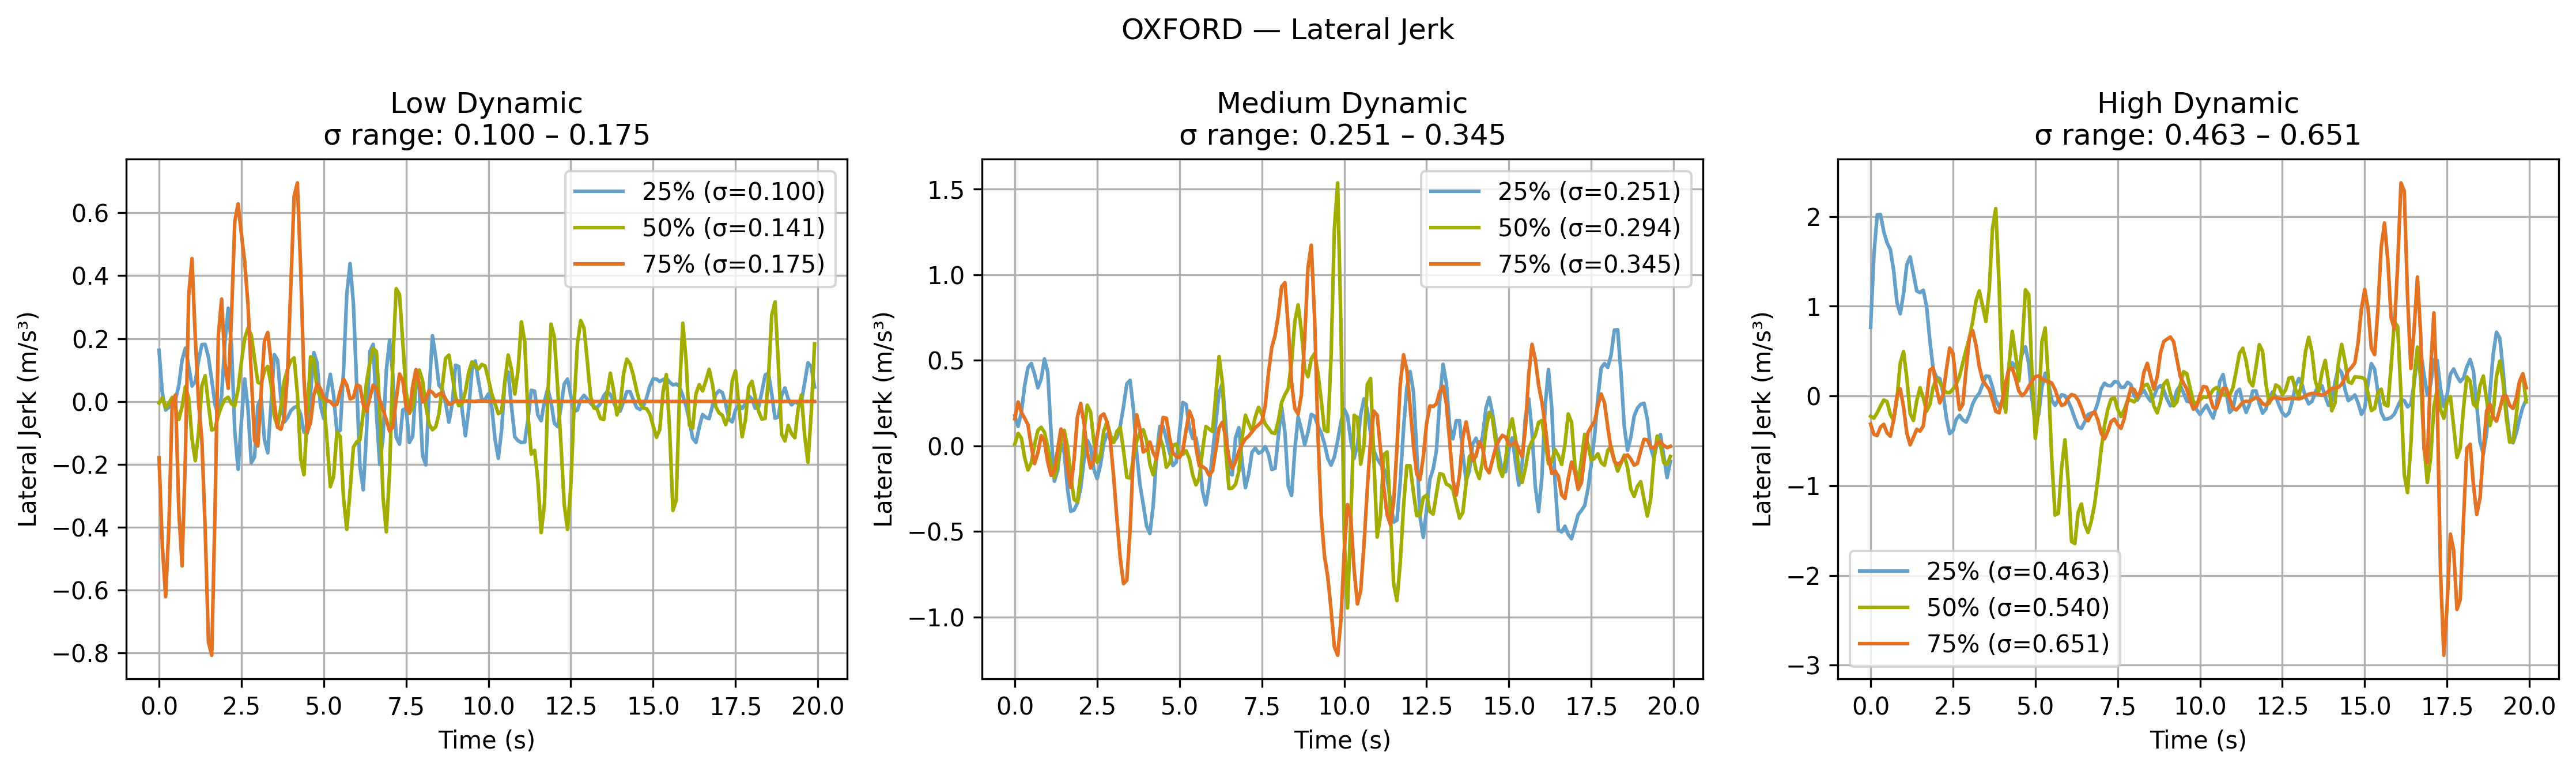 OXFORD — Lateral Jerk
Low Dynamic
σ range: 0.100 – 0.175
Lateral Jerk (m/s³)
0.6
0.4
0.2
0.0
−0.2
−0.4
−0.6
−0.8
25% (σ=0.100)
50% (σ=0.141)
75% (σ=0.175)
0.0 2.5 5.0 7.5 10.0 12.5 15.0 17.5 20.0
Time (s)
Medium Dynamic
σ range: 0.251 – 0.345
Lateral Jerk (m/s³)
1.5
1.0
0.5
0.0
−0.5
−1.0
25% (σ=0.251)
50% (σ=0.294)
75% (σ=0.345)
0.0 2.5 5.0 7.5 10.0 12.5 15.0 17.5 20.0
Time (s)
High Dynamic
σ range: 0.463 – 0.651
Lateral Jerk (m/s³)
2
1
0
−1
−2
−3
25% (σ=0.463)
50% (σ=0.540)
75% (σ=0.651)
0.0 2.5 5.0 7.5 10.0 12.5 15.0 17.5 20.0
Time (s)